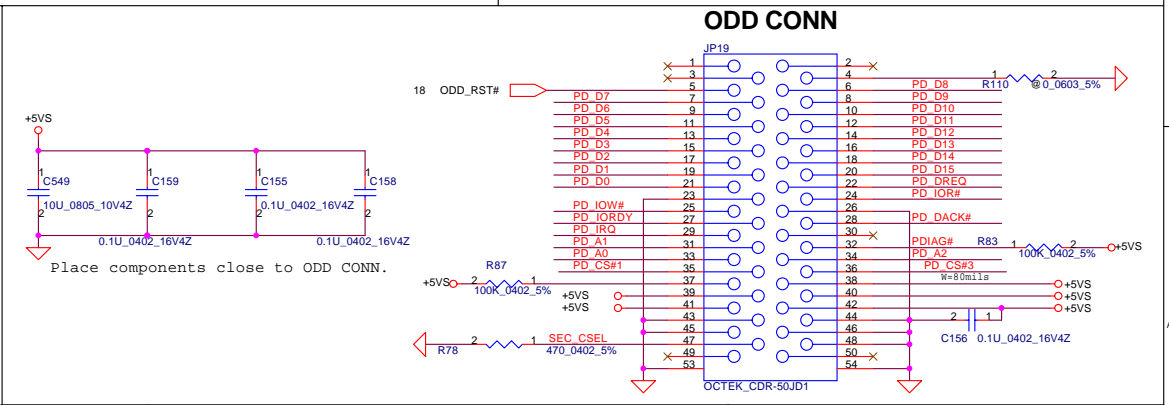 ODD CONN
JP19
1 2
3 4
R110 1 2 @ 0_0603_5%
18 ODD_RST# 5 6 PD_D8
PD_D7 7 8 PD_D9
PD_D6 9 10 PD_D10
PD_D5 11 12 PD_D11
PD_D4 13 14 PD_D12
PD_D3 15 16 PD_D13
PD_D2 17 18 PD_D14
PD_D1 19 20 PD_D15
PD_D0 21 22 PD_DREQ
23 24 PD_IOR#
PD_IOW# 25 26
PD_IORDY 27 28 PD_DACK#
PD_IRQ 29 30
PD_A1 31 32 PDIAG# R83 1 2 +5VS
100K_0402_5%
PD_A0 33 34 PD_A2
PD_CS#1 35 36 PD_CS#3
W=80mils
+5VS 2 R87 1 37 38 +5VS
100K_0402_5%
+5VS 39 40 +5VS
+5VS 41 42 +5VS
43 44 2 1
C156 0.1U_0402_16V4Z
45 46
R78 2 1 SEC_CSEL 47 48
470_0402_5%
49 50
53 54
OCTEK_CDR-50JD1
+5VS
1 1 1 1
C549 C159 C155 C158
10U_0805_10V4Z 0.1U_0402_16V4Z
2 2 2 2
0.1U_0402_16V4Z 0.1U_0402_16V4Z
Place components close to ODD CONN.
A